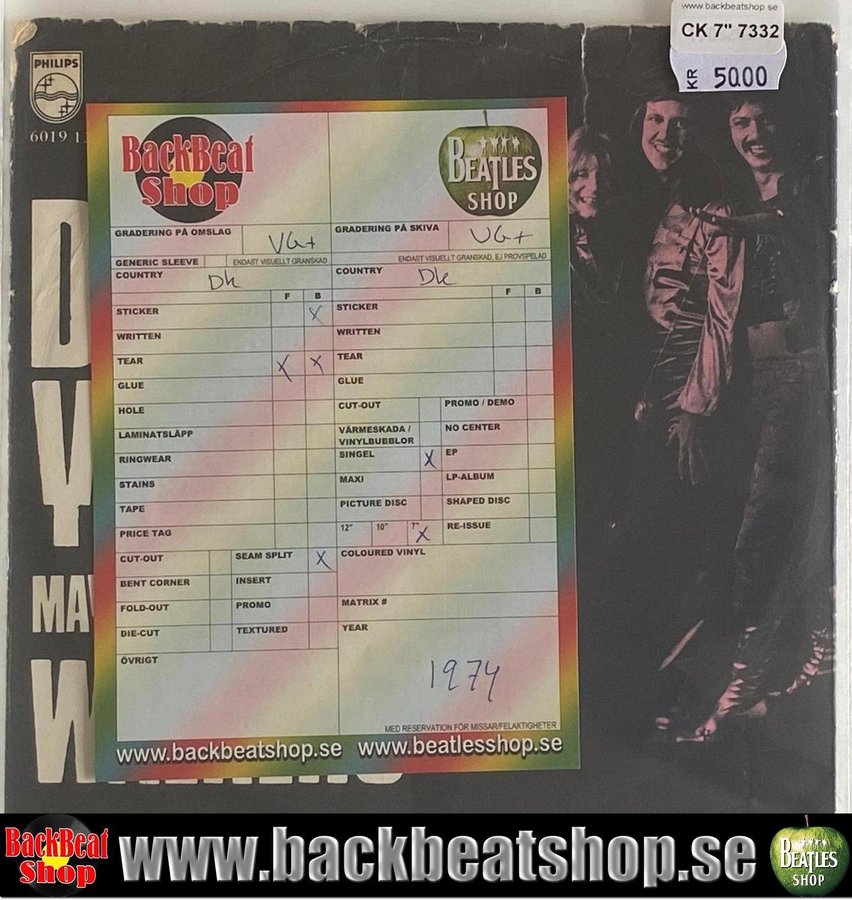 www.backbeatshop.se
CK 7" 7332
KR 50.00
PHILIPS
6019 1
D
V
MA
W
BackBeat
Shop
BEATLES
SHOP
GRADERING PÅ OMSLAG VG+
GRADERING PÅ SKIVA VG+
GENERIC SLEEVE
ENDAST VISUELLT GRANSKAD
ENDAST VISUELLT GRANSKAD, EJ PROVSPELAD
COUNTRY Dk
COUNTRY Dk
F B
F B
STICKER X
STICKER
WRITTEN
WRITTEN
TEAR X X
TEAR
GLUE
GLUE
HOLE
CUT-OUT
PROMO / DEMO
LAMINATSLÄPP
VÄRMESKADA /
VINYLBUBBLOR
NO CENTER
RINGWEAR
SINGEL X
EP
STAINS
MAXI
LP-ALBUM
TAPE
PICTURE DISC
SHAPED DISC
PRICE TAG
12" 10" 7" X
RE-ISSUE
CUT-OUT
SEAM SPLIT X
COLOURED VINYL
BENT CORNER
INSERT
FOLD-OUT
PROMO
MATRIX #
DIE-CUT
TEXTURED
YEAR
ÖVRIGT
1974
MED RESERVATION FÖR MISSAR/FELAKTIGHETER
www.backbeatshop.se www.beatlesshop.se
BackBeat
Shop
www.backbeatshop.se
BEATLES
SHOP